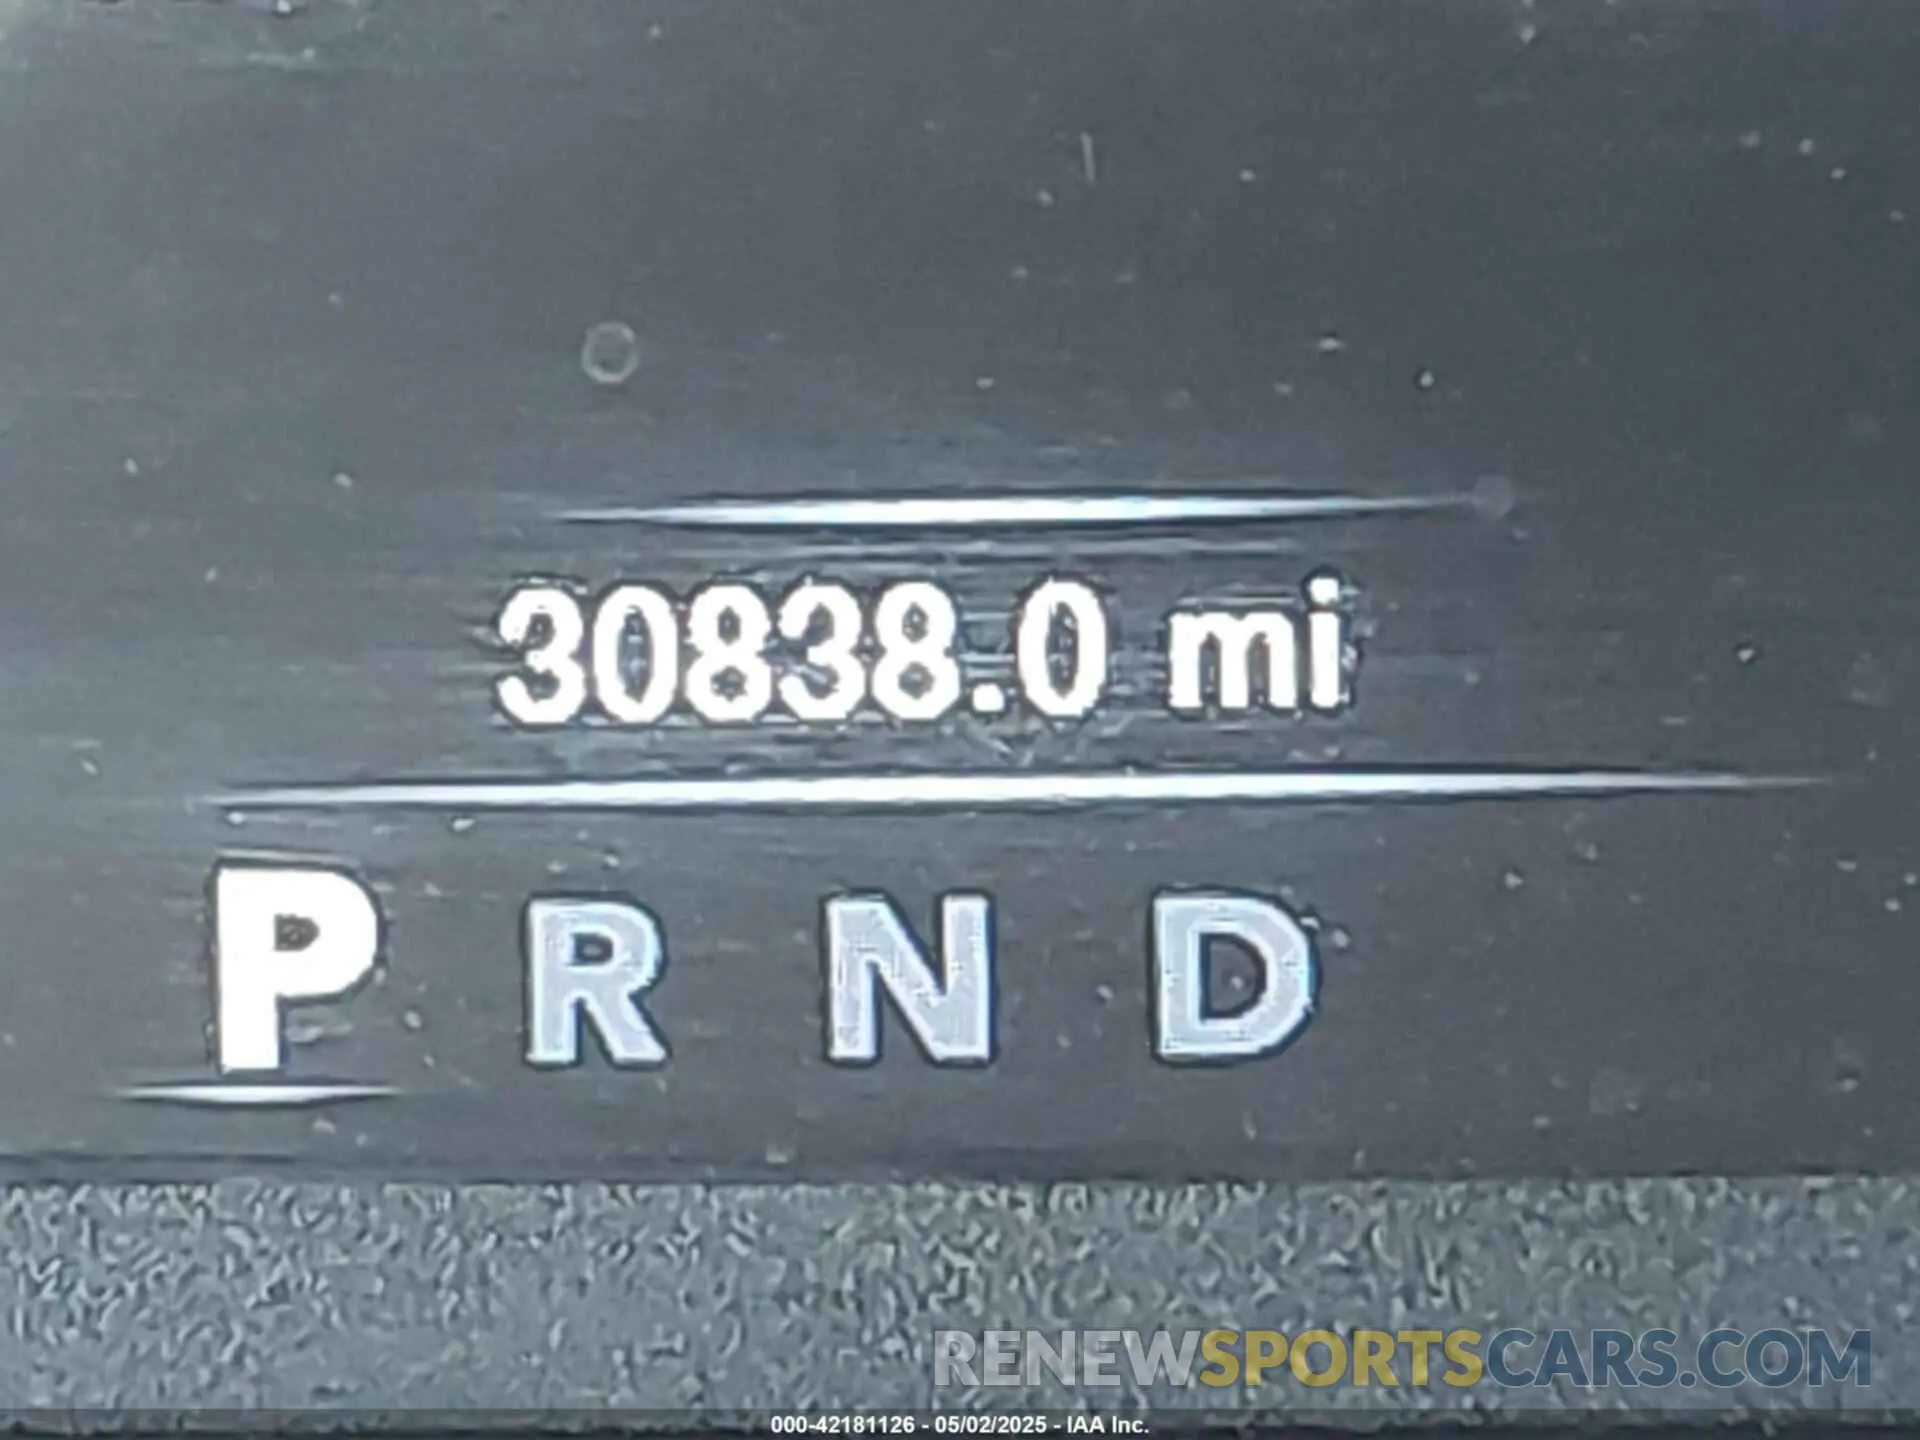 30838.0 mi
P R N D
RENEWSPORTSCARS.COM
000-42181126 - 05/02/2025 - IAA Inc.